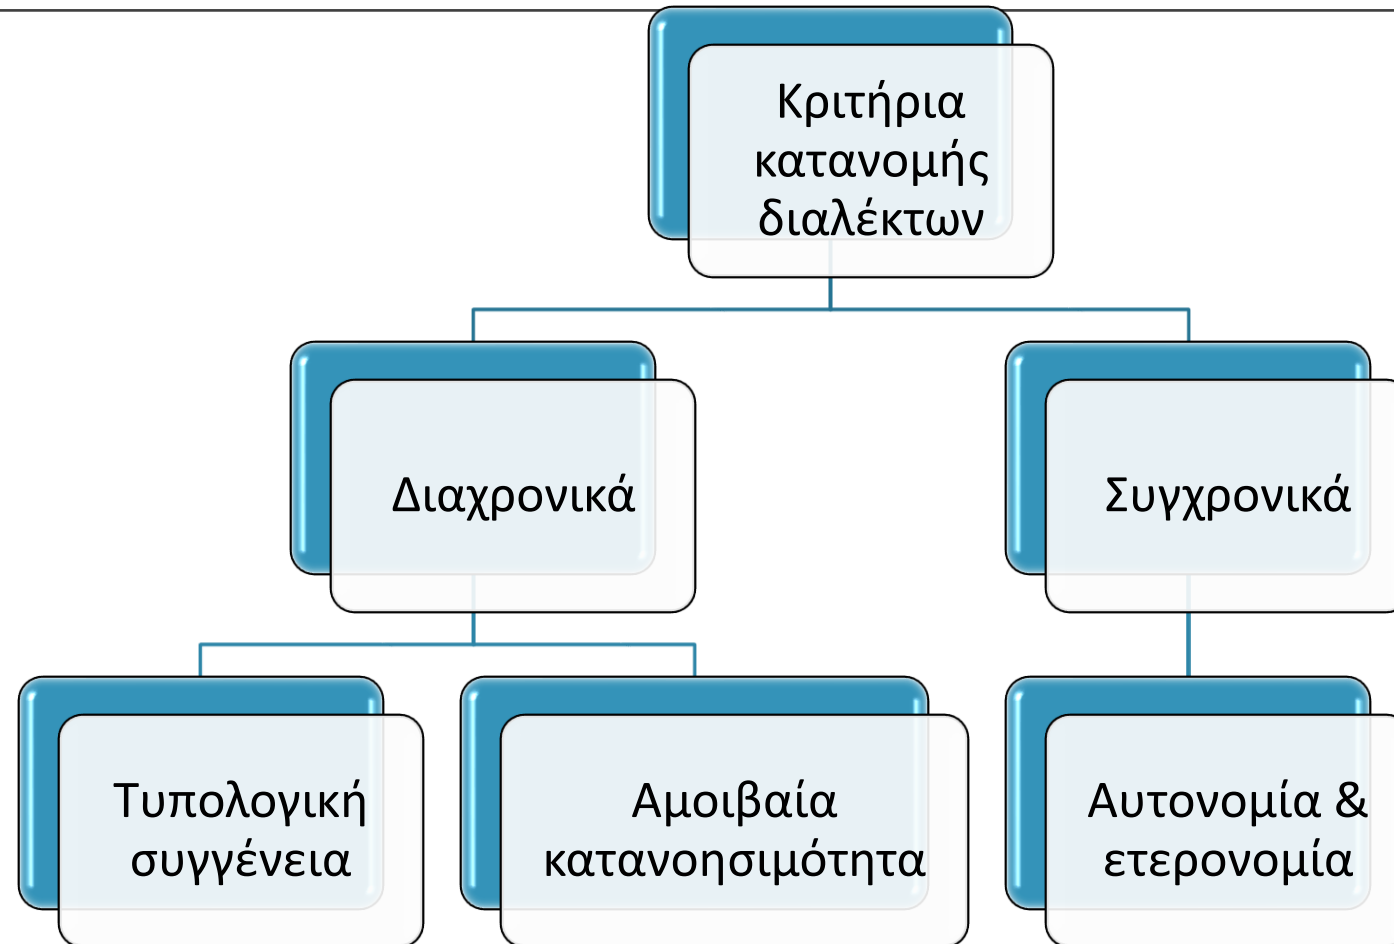 Κριτήρια
κατανομής
διαλέκτων
Διαχρονικά
Συγχρονικά
Τυπολογική
συγγένεια
Αμοιβαία
κατανοησιμότητα
Αυτονομία &
ετερονομία